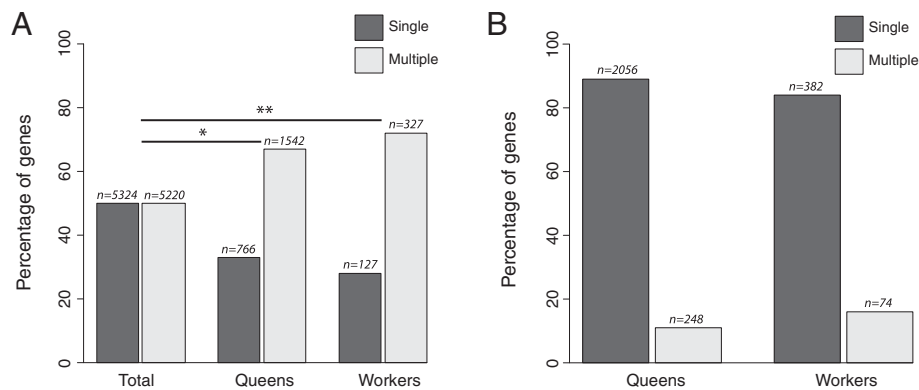 A
Single
Multiple
Percentage of genes
0
20
40
60
80
100
**
*
n=5324
n=5220
n=766
n=1542
n=127
n=327
Total
Queens
Workers
B
Single
Multiple
Percentage of genes
0
20
40
60
80
100
n=2056
n=248
n=382
n=74
Queens
Workers